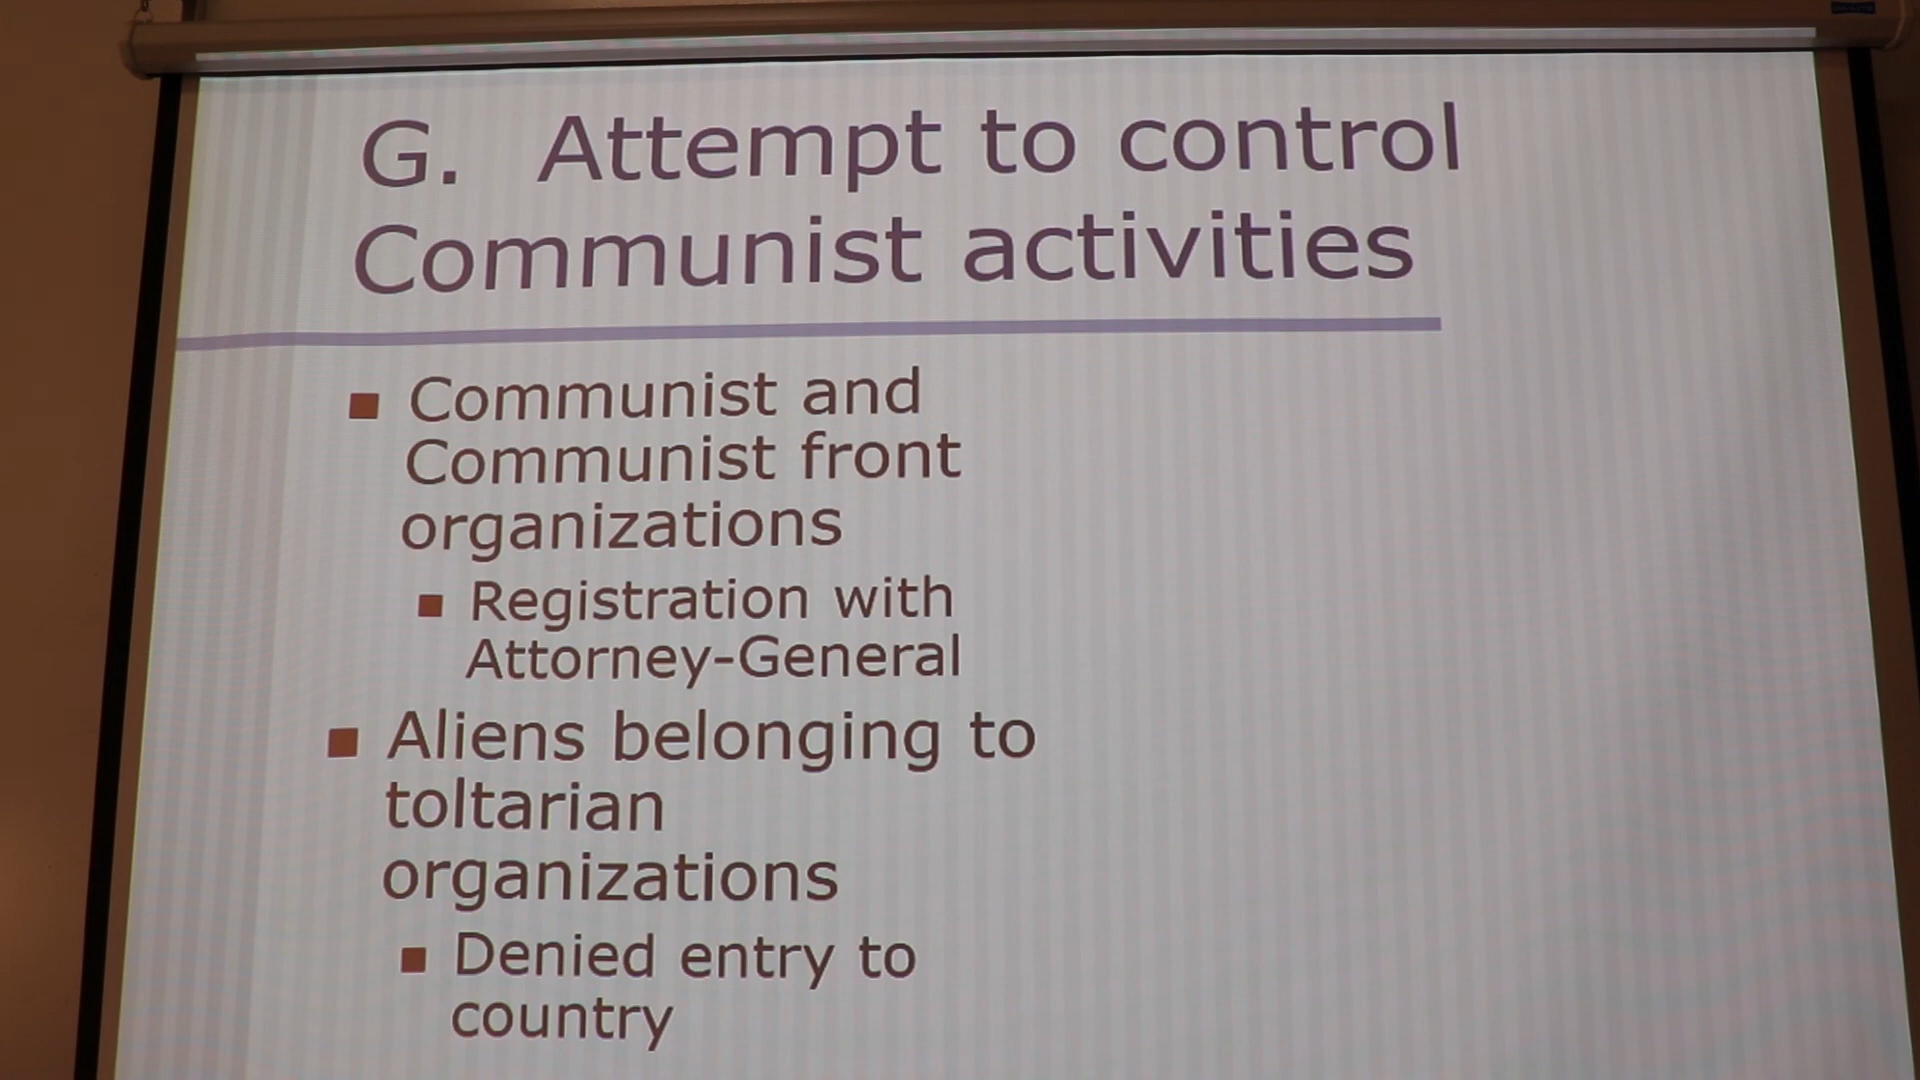 G. Attempt to control
Communist activities
Communist and
Communist front
organizations
Registration with
Attorney-General
Aliens belonging to
toltarian
organizations
Denied entry to
country